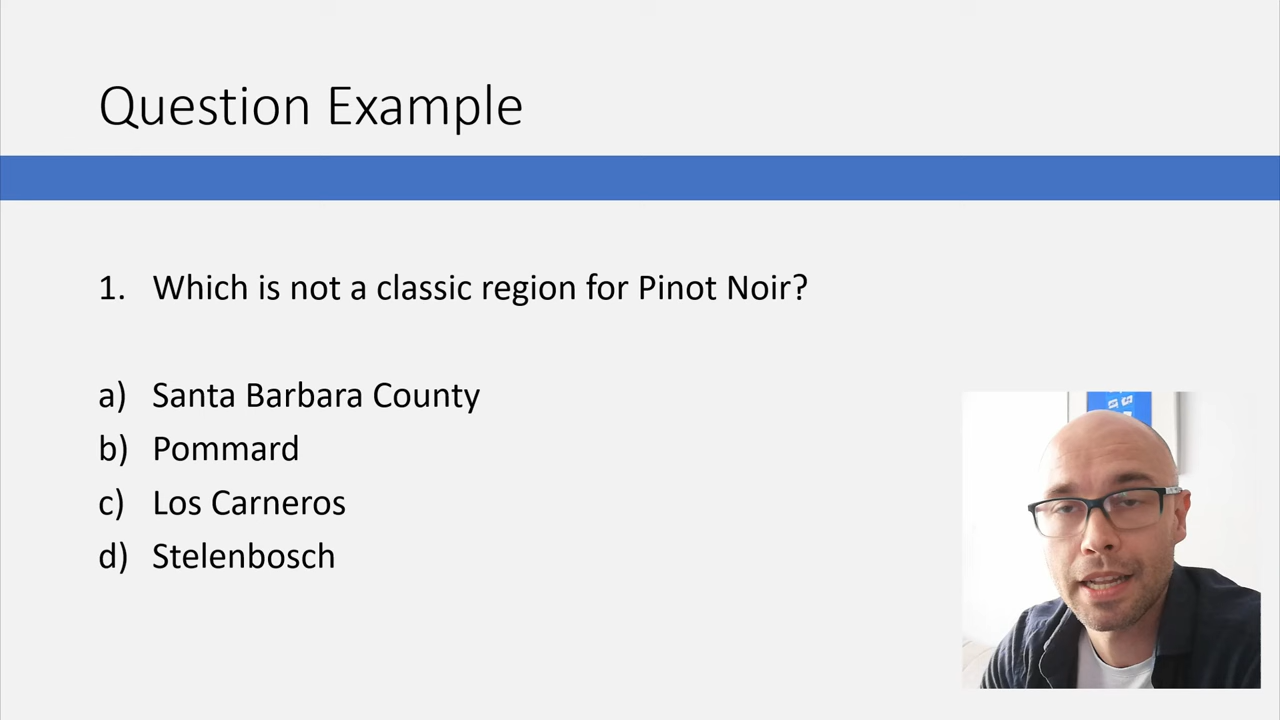 Question Example
1. Which is not a classic region for Pinot Noir?
a) Santa Barbara County
b) Pommard
c) Los Carneros
d) Stelenbosch